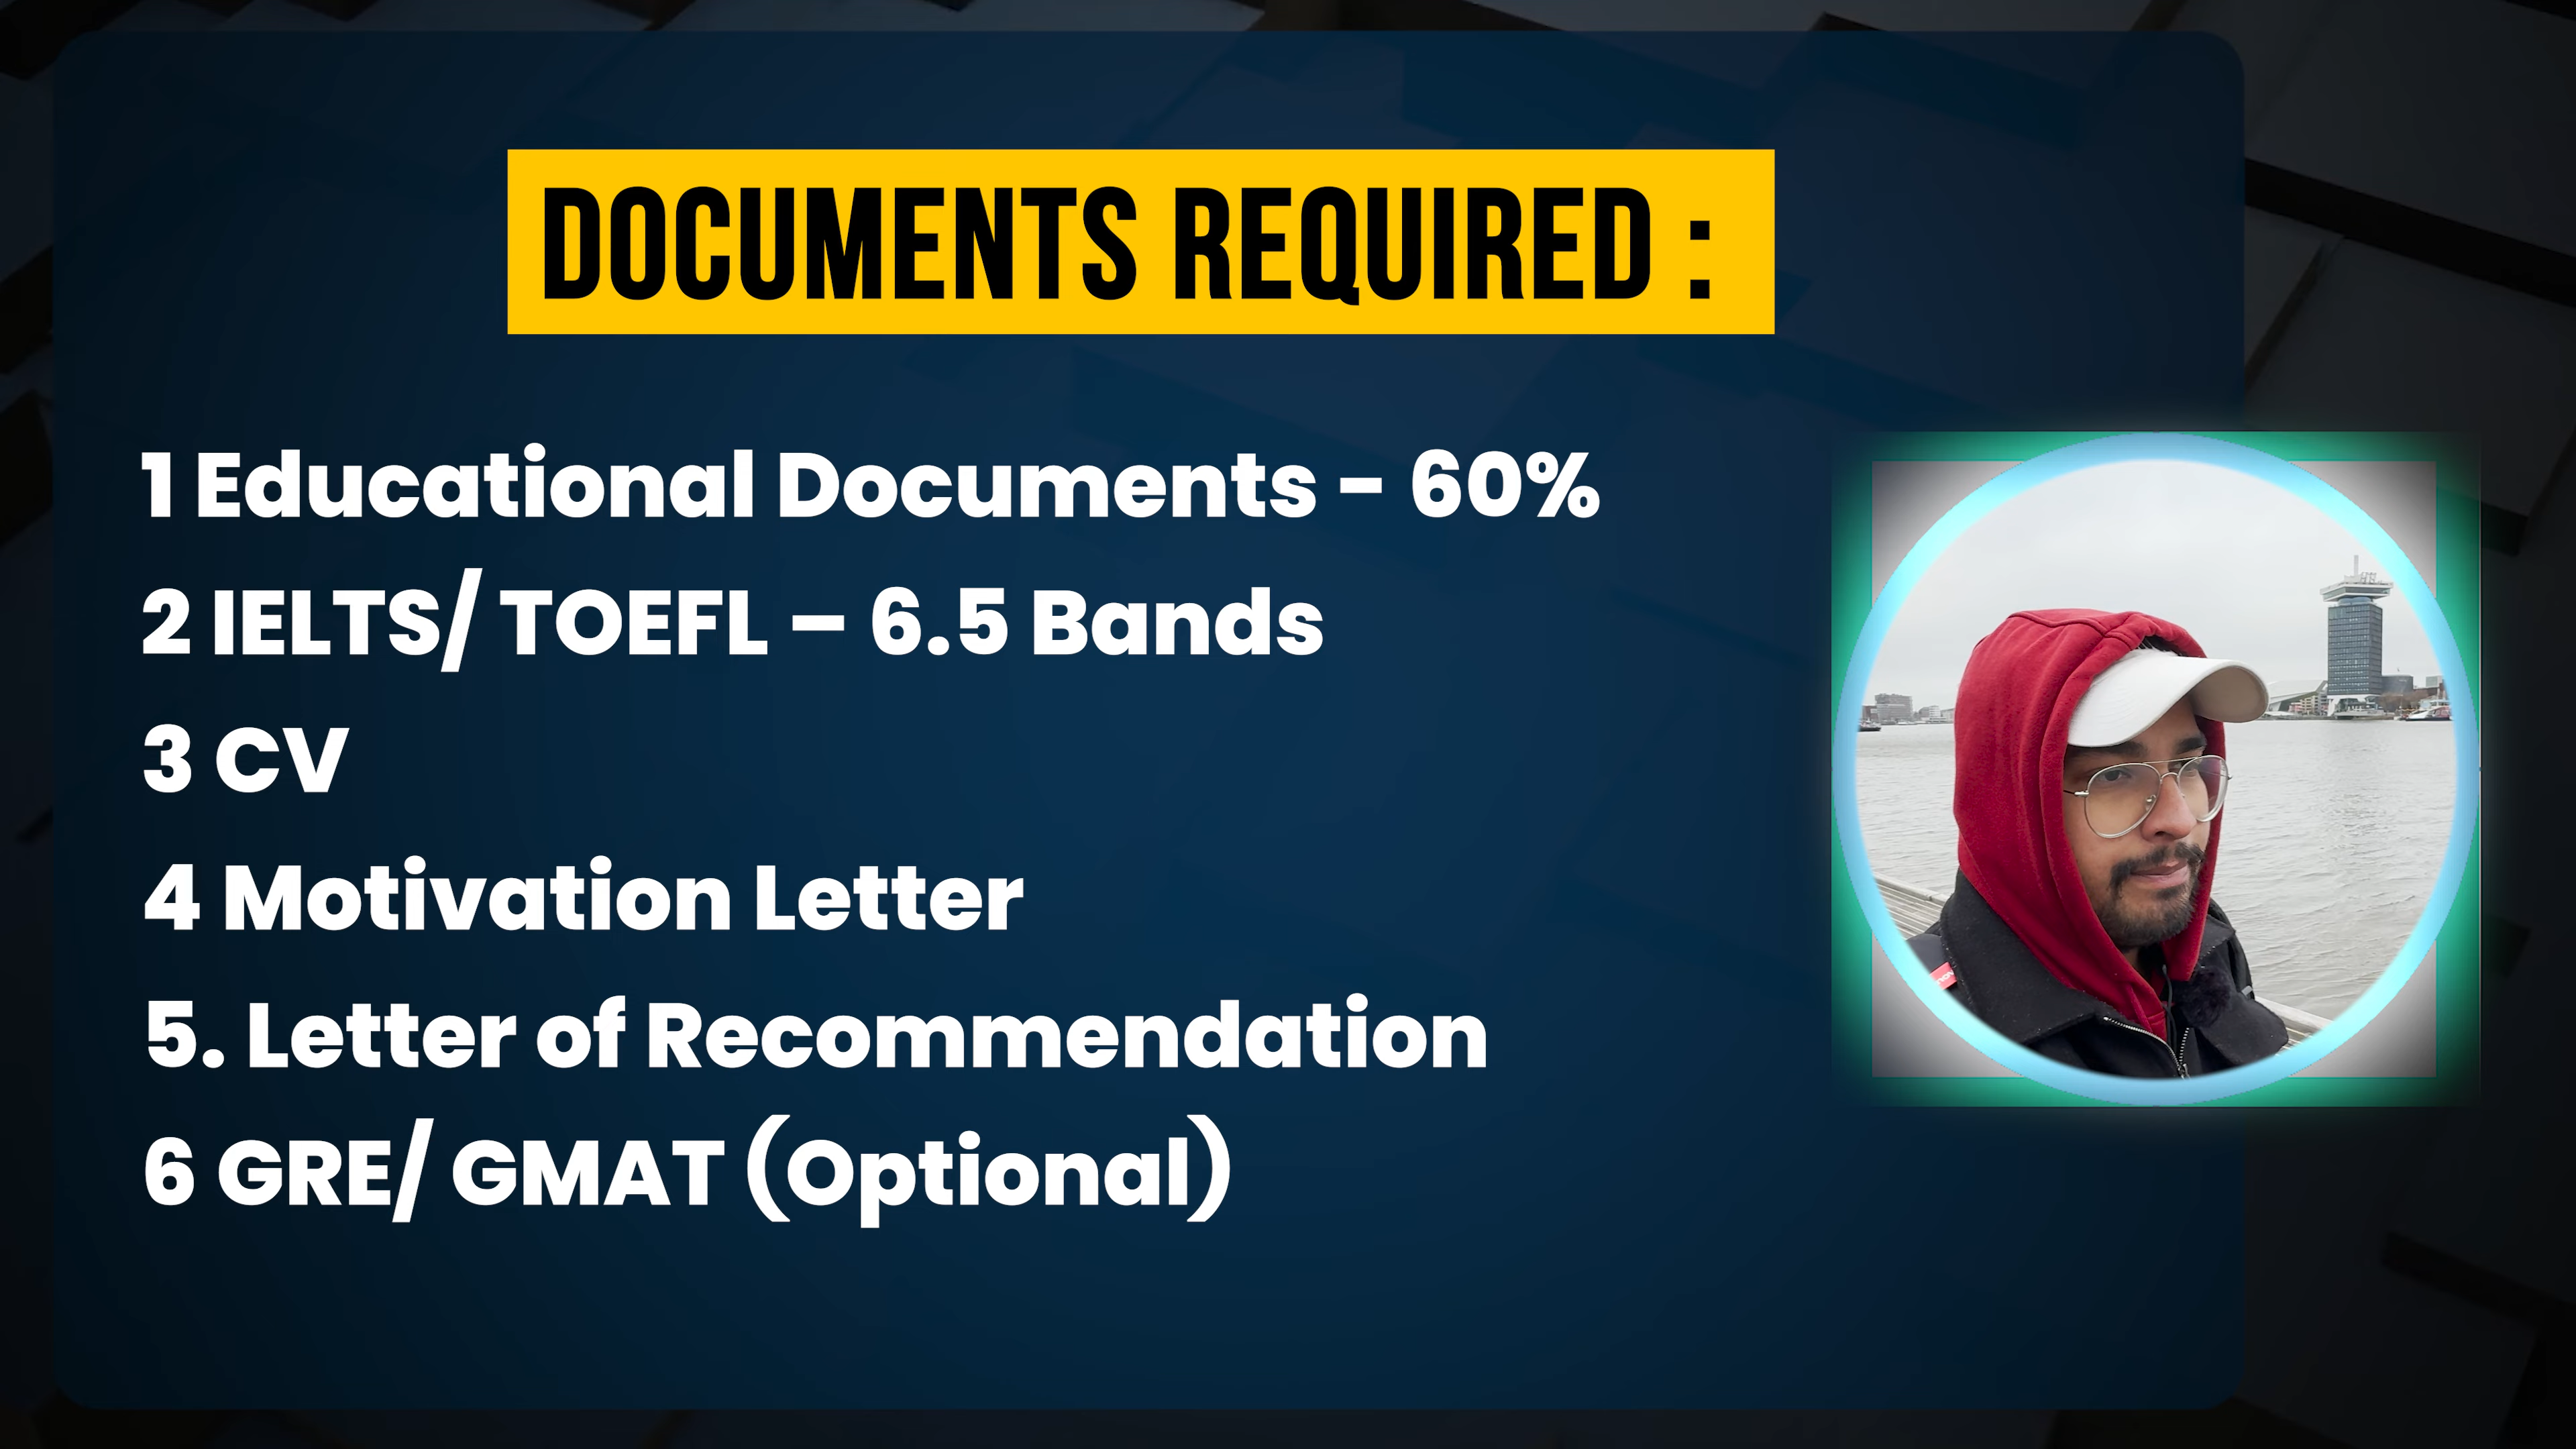 DOCUMENTS REQUIRED :
1 Educational Documents - 60%
2 IELTS/ TOEFL – 6.5 Bands
3 CV
4 Motivation Letter
5. Letter of Recommendation
6 GRE/ GMAT (Optional)